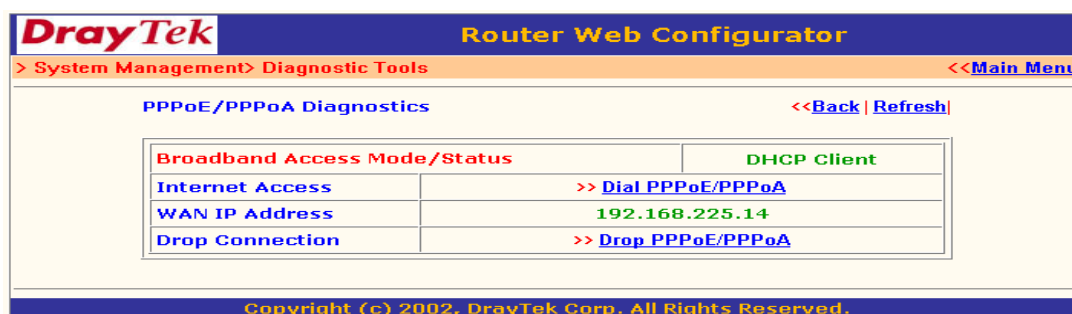 DrayTek Router Web Configurator
> System Management> Diagnostic Tools <<Main Menu
PPPoE/PPPoA Diagnostics <<Back | Refresh|
Broadband Access Mode/Status DHCP Client
Internet Access >> Dial PPPoE/PPPoA
WAN IP Address 192.168.225.14
Drop Connection >> Drop PPPoE/PPPoA
Copyright (c) 2002, DrayTek Corp. All Rights Reserved.